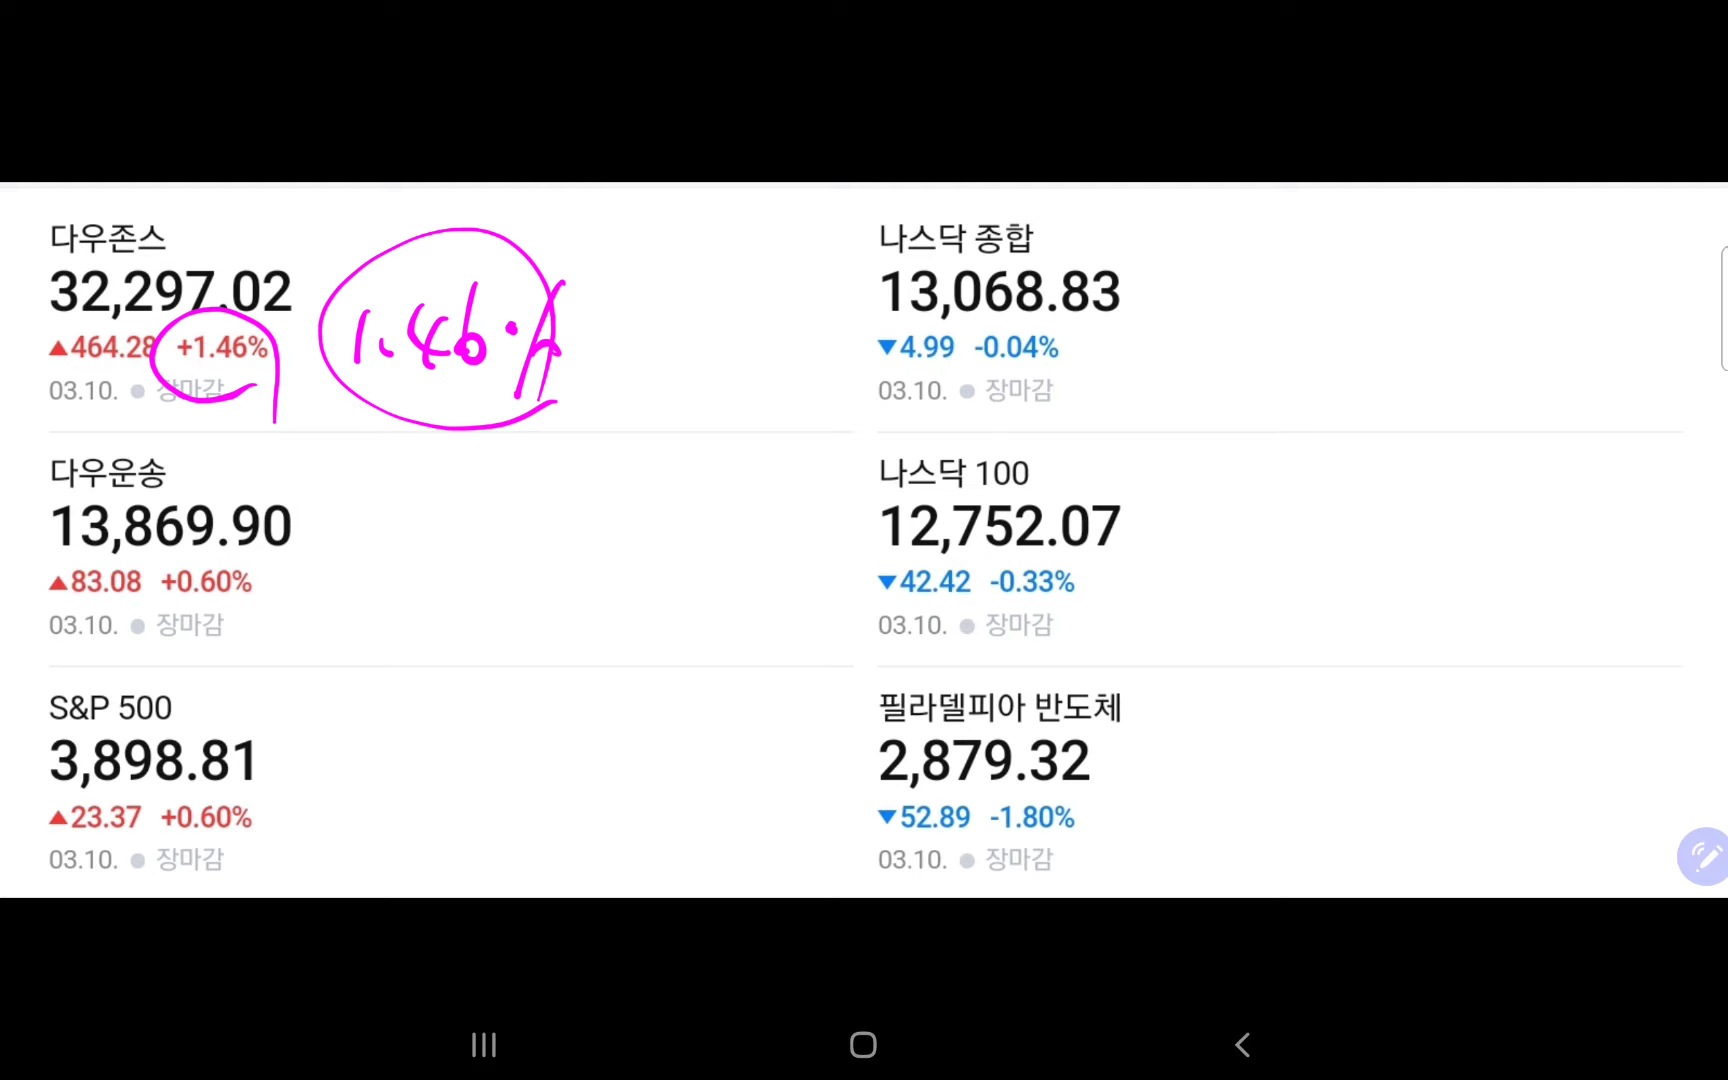 다우존스
32,297.02
▲464.28 +1.46%
03.10. ● 장마감
1.46%
나스닥 종합
13,068.83
▼4.99 -0.04%
03.10. ● 장마감
다우운송
13,869.90
▲83.08 +0.60%
03.10. ● 장마감
나스닥 100
12,752.07
▼42.42 -0.33%
03.10. ● 장마감
S&P 500
3,898.81
▲23.37 +0.60%
03.10. ● 장마감
필라델피아 반도체
2,879.32
▼52.89 -1.80%
03.10. ● 장마감